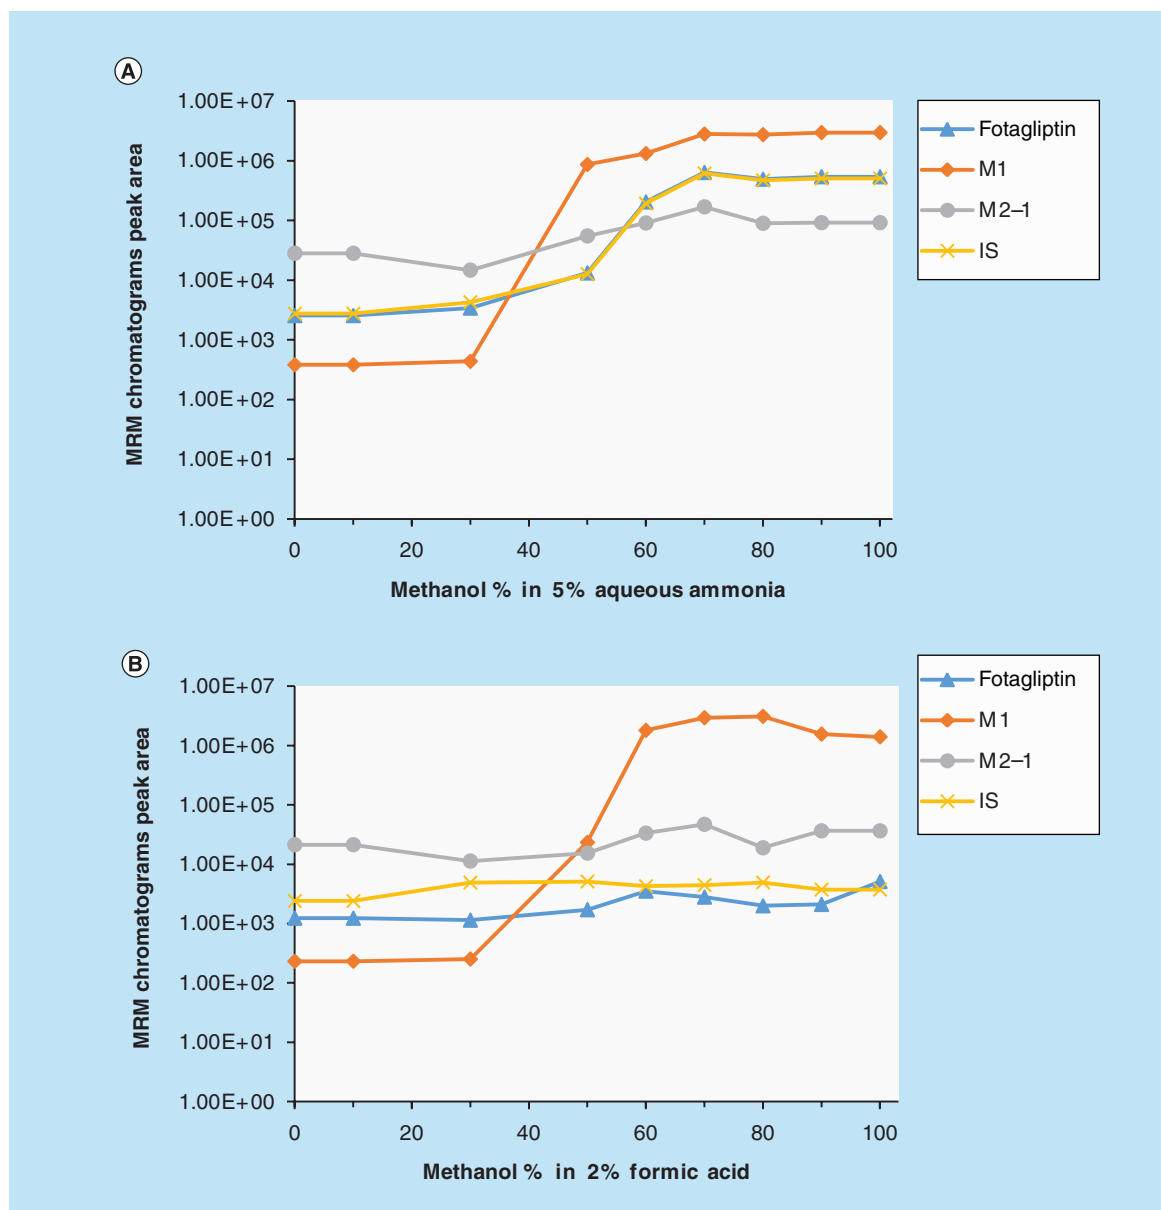 A
1.00E+07
1.00E+06
1.00E+05
1.00E+04
1.00E+03
1.00E+02
1.00E+01
1.00E+00
MRM chromatograms peak area
0 20 40 60 80 100
Methanol % in 5% aqueous ammonia
Fotagliptin
M1
M2–1
IS
B
1.00E+07
1.00E+06
1.00E+05
1.00E+04
1.00E+03
1.00E+02
1.00E+01
1.00E+00
MRM chromatograms peak area
0 20 40 60 80 100
Methanol % in 2% formic acid
Fotagliptin
M1
M2–1
IS